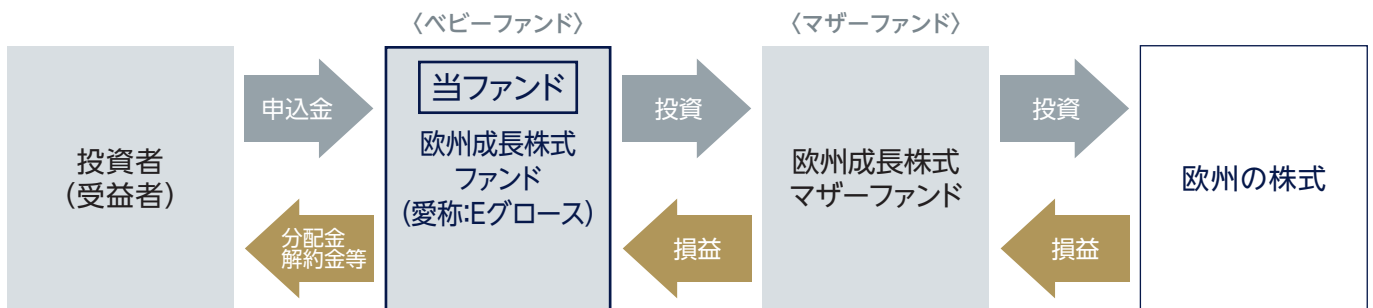 〈ベビーファンド〉
〈マザーファンド〉
投資者
(受益者)
申込金
分配金
解約金等
当ファンド
欧州成長株式
ファンド
(愛称:Eグロース)
投資
損益
欧州成長株式
マザーファンド
投資
損益
欧州の株式